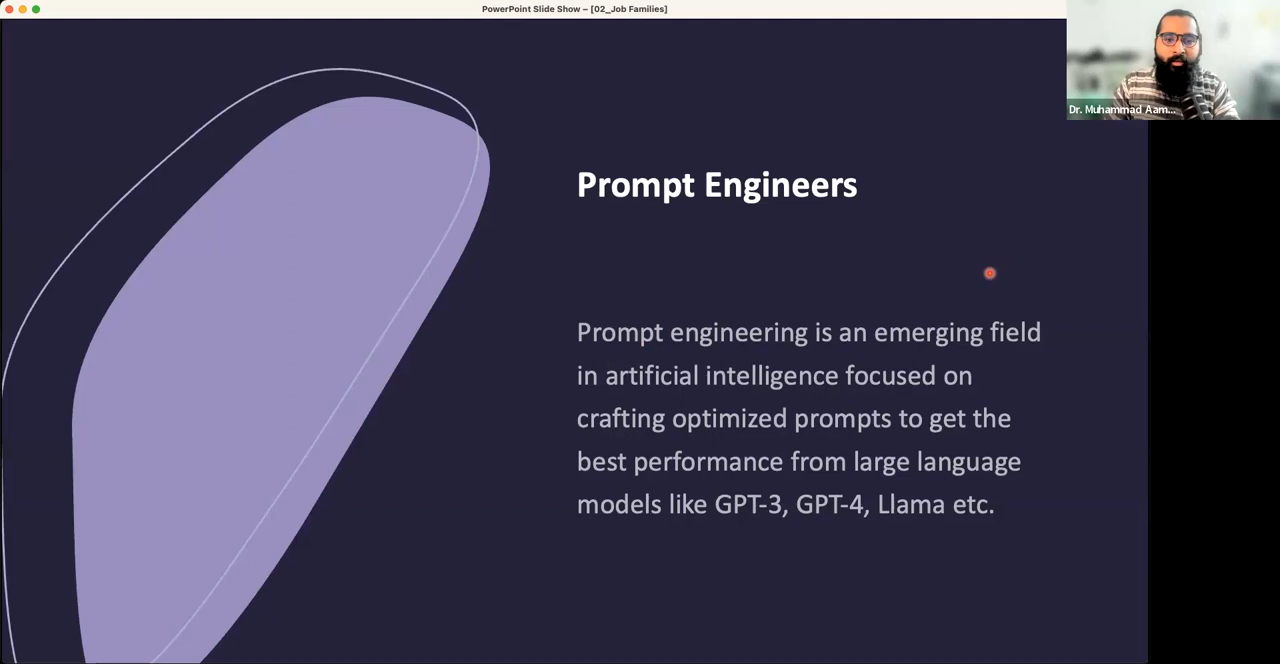 PowerPoint Slide Show – [02_Job Families]
Dr. Muhammad Aam...
Prompt Engineers
Prompt engineering is an emerging field
in artificial intelligence focused on
crafting optimized prompts to get the
best performance from large language
models like GPT-3, GPT-4, Llama etc.